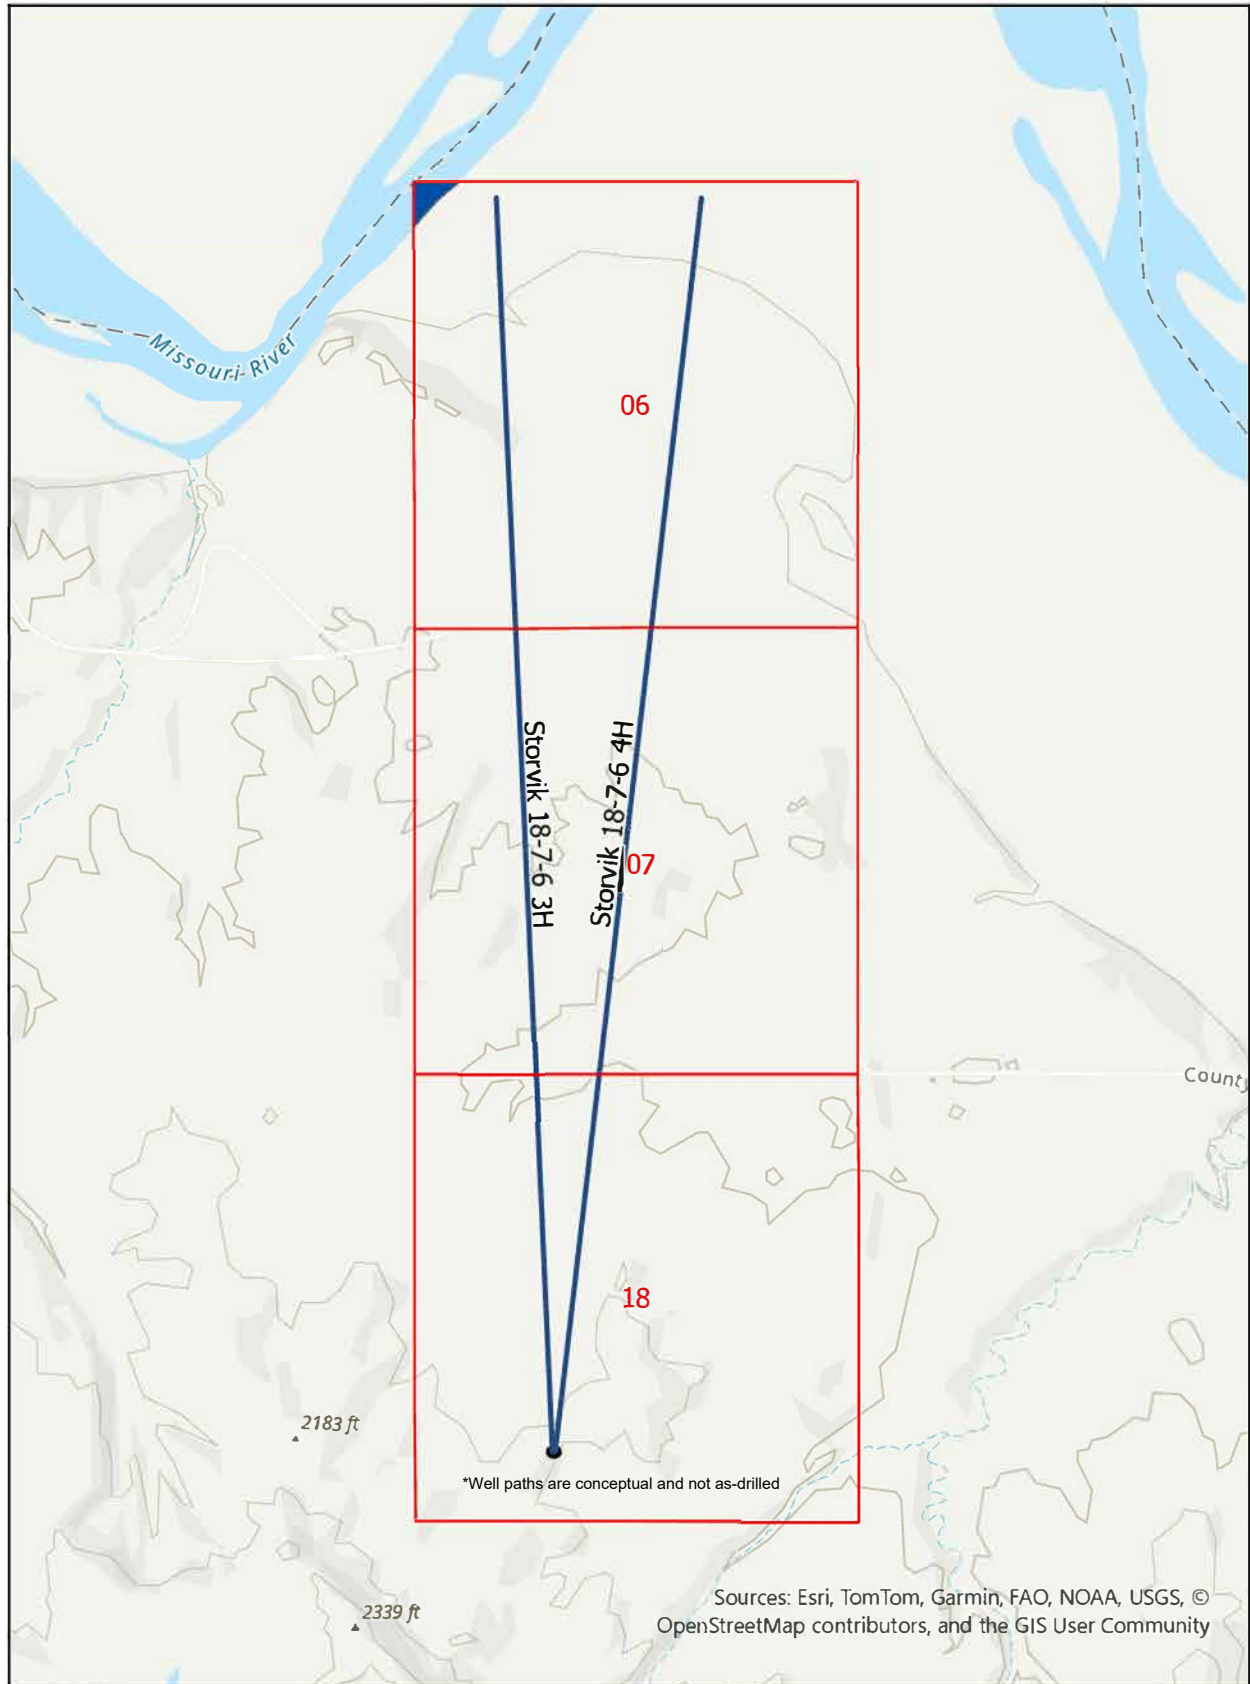 Missouri River
06
Storvik 18-7-6 3H
Storvik 18-7-6 4H
07
County
18
2183 ft
*Well paths are conceptual and not as-drilled
2339 ft
Sources: Esri, TomTom, Garmin, FAO, NOAA, USGS, ©
OpenStreetMap contributors, and the GIS User Community